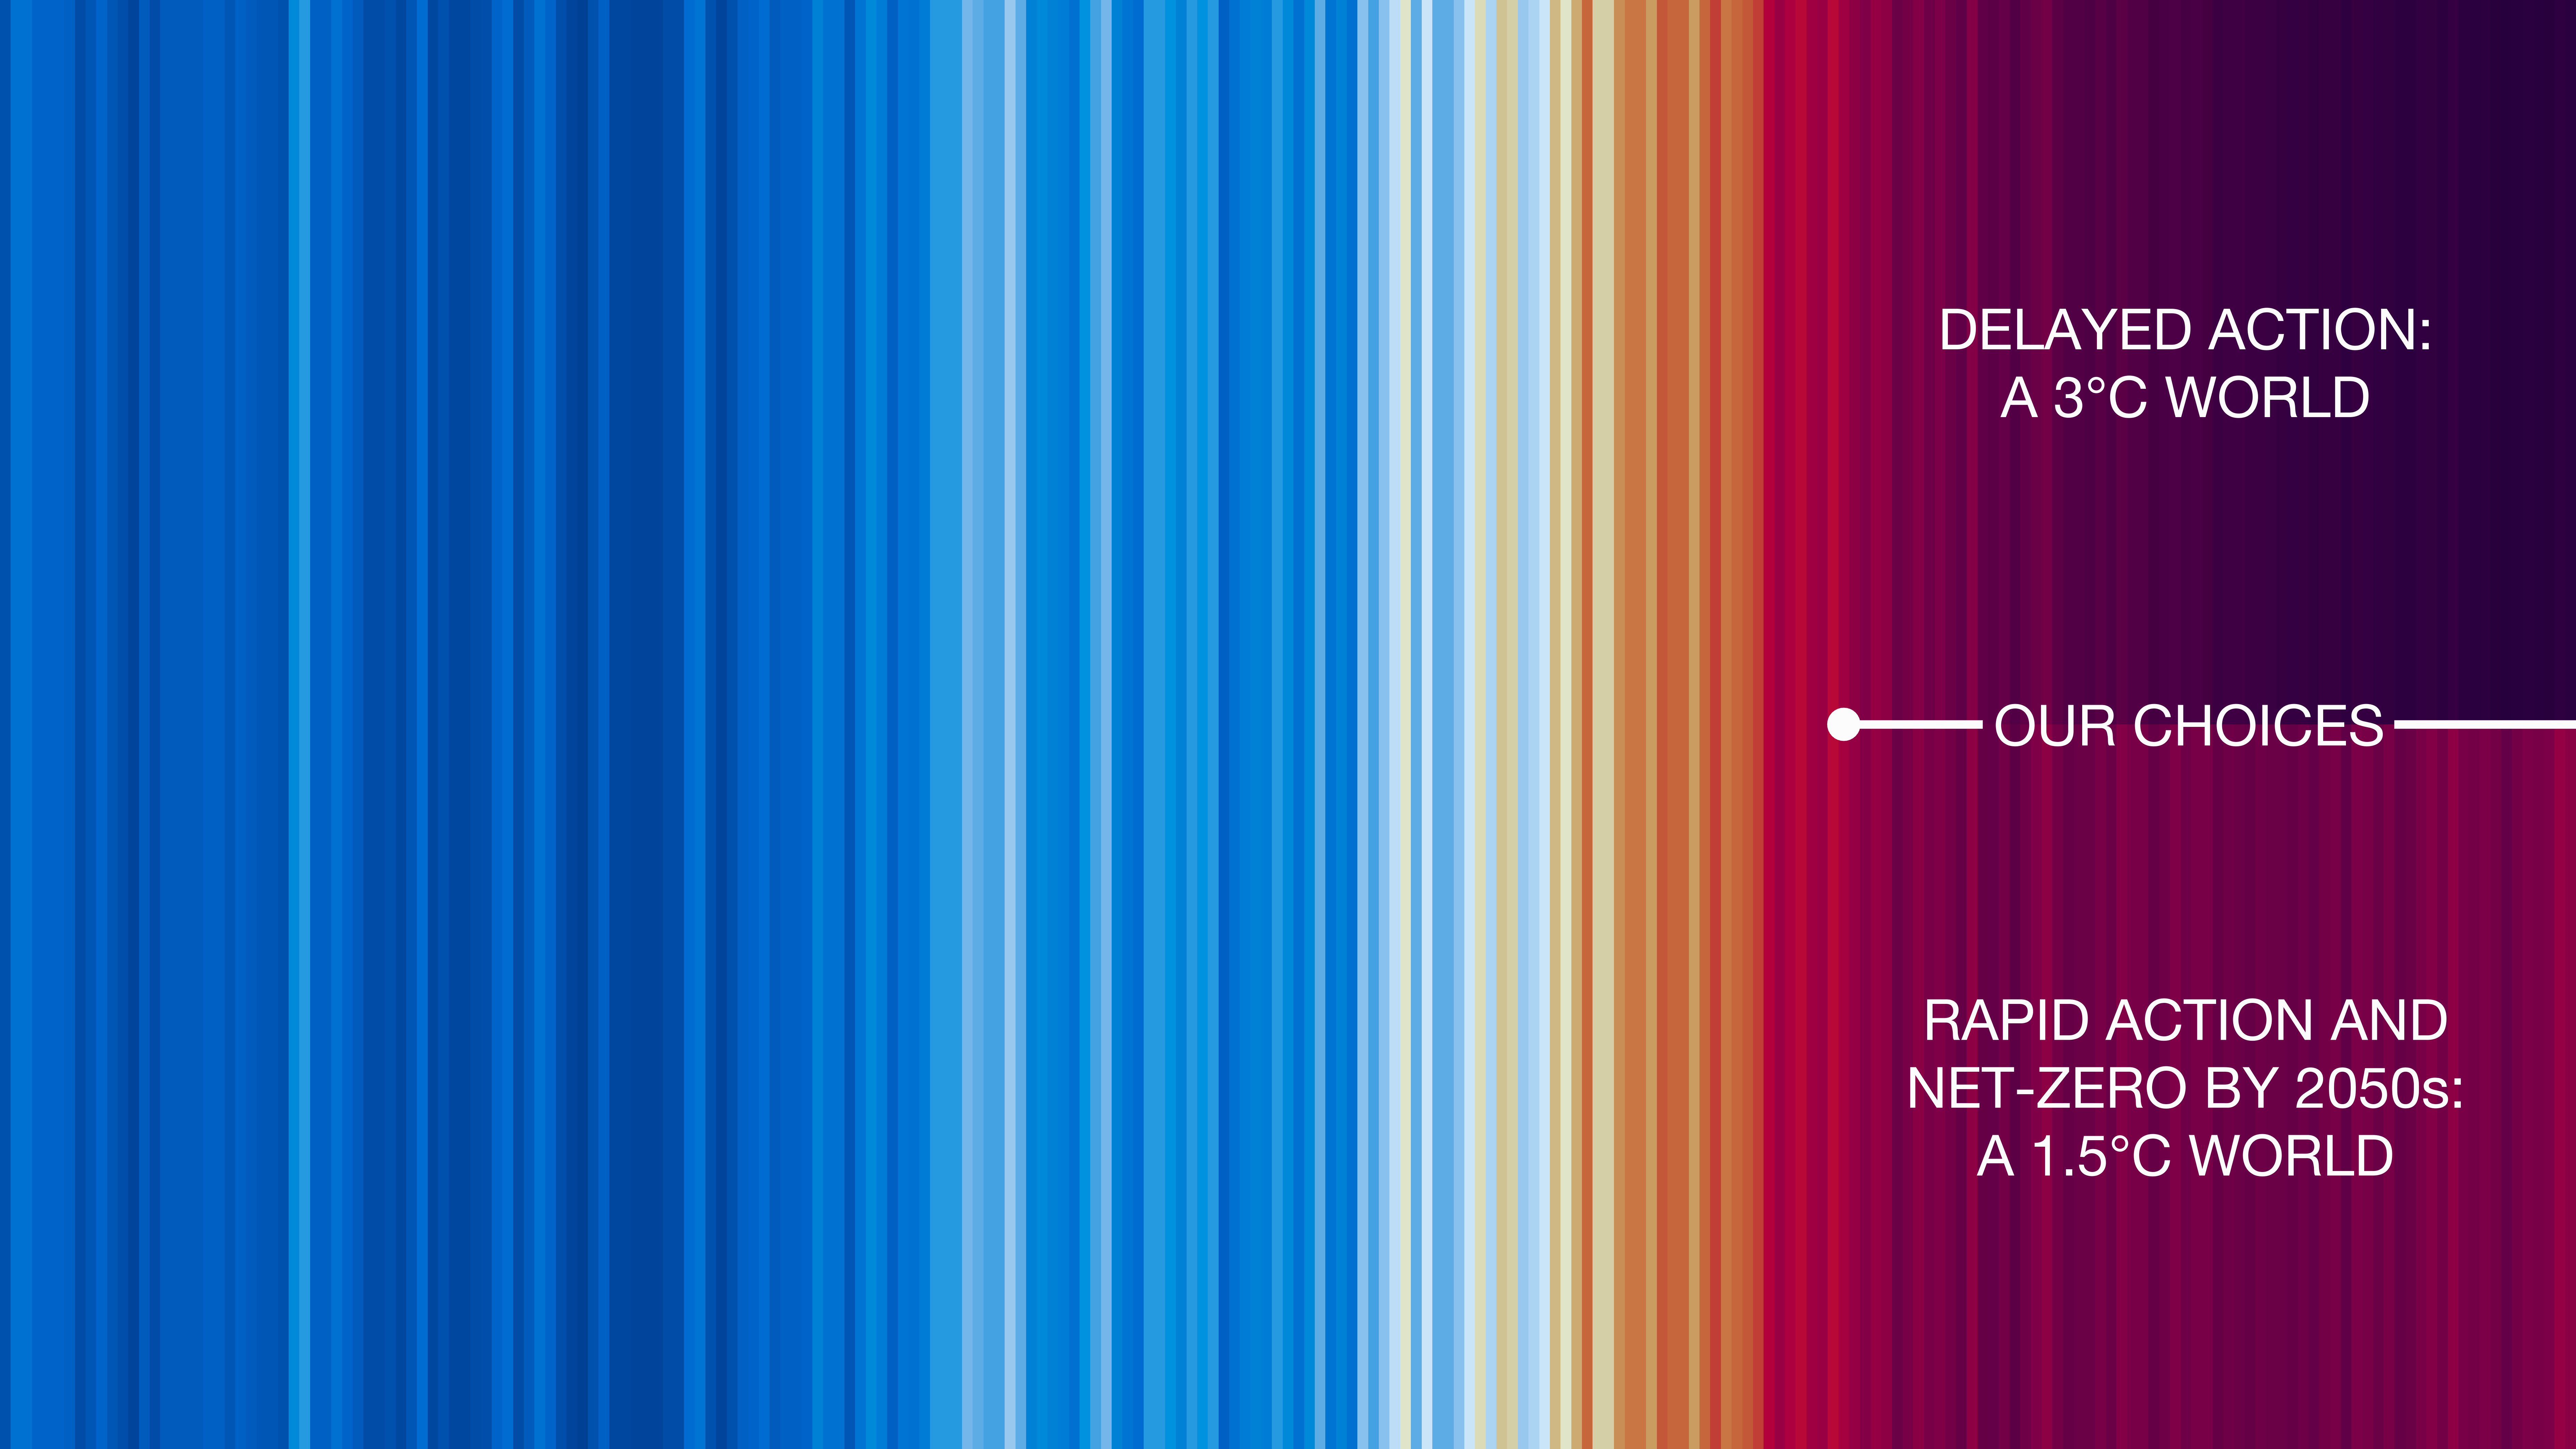 DELAYED ACTION:
A 3°C WORLD
OUR CHOICES
RAPID ACTION AND
NET-ZERO BY 2050s:
A 1.5°C WORLD